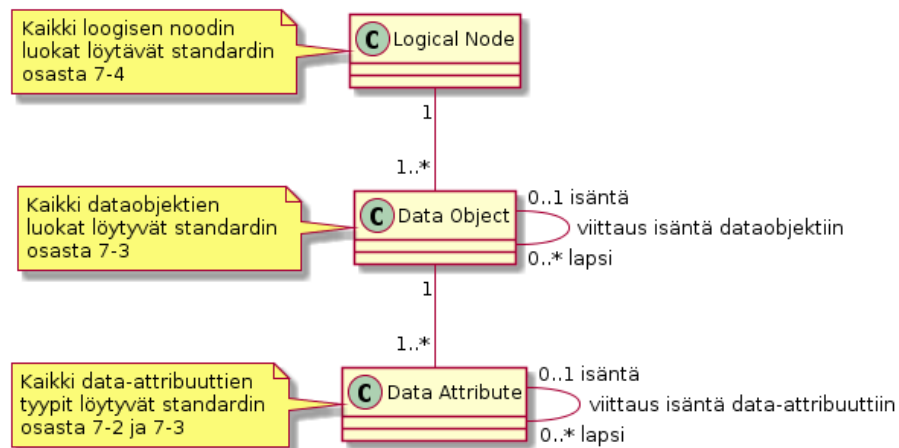 Kaikki loogisen noodin
luokat löytävät standardin
osasta 7-4
C Logical Node
1
1..*
Kaikki dataobjektien
luokat löytyvät standardin
osasta 7-3
C Data Object
0..1 isäntä
viittaus isäntä dataobjektiin
0..* lapsi
1
1..*
Kaikki data-attribuuttien
tyypit löytyvät standardin
osasta 7-2 ja 7-3
C Data Attribute
0..1 isäntä
viittaus isäntä data-attribuuttiin
0..* lapsi